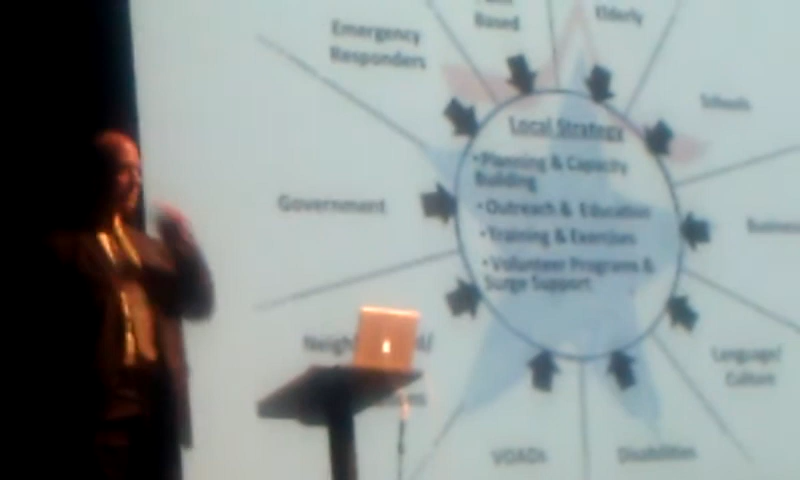 Based
Elderly
Emergency
Responders
Schools
Local Strategy
•Planning & Capacity
Building
•Outreach & Education
•Training & Exercises
•Volunteer Programs &
Surge Support
Government
Language/
Culture
VOADs
Disabilities